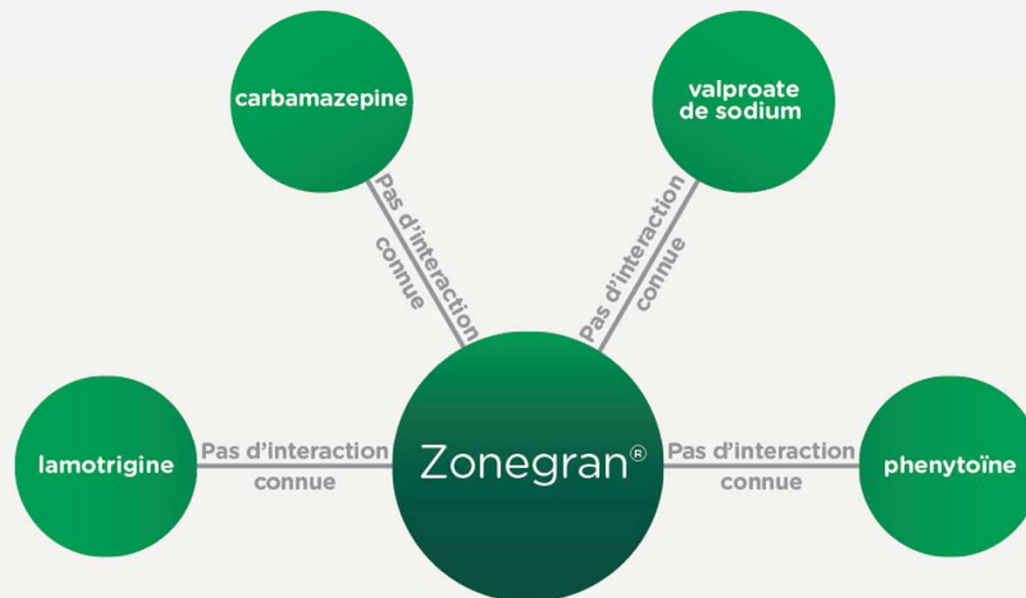 carbamazepine
valproate
de sodium
Pas d’interaction
connue
Pas d’interaction
connue
lamotrigine
Pas d’interaction
connue
Zonegran®
Pas d’interaction
connue
phenytoïne